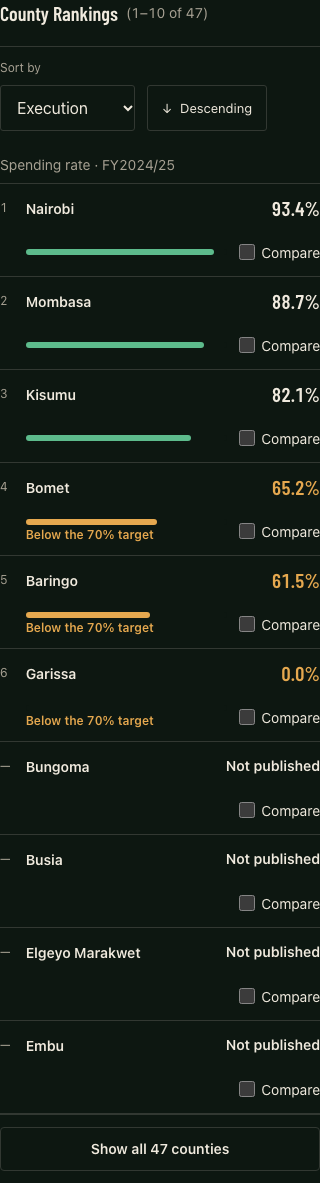 County Rankings (1–10 of 47)
Sort by
Execution
↓ Descending
Spending rate · FY2024/25
1 Nairobi 93.4%
Compare
2 Mombasa 88.7%
Compare
3 Kisumu 82.1%
Compare
4 Bomet 65.2%
Below the 70% target Compare
5 Baringo 61.5%
Below the 70% target Compare
6 Garissa 0.0%
Below the 70% target Compare
— Bungoma Not published
Compare
— Busia Not published
Compare
— Elgeyo Marakwet Not published
Compare
— Embu Not published
Compare
Show all 47 counties